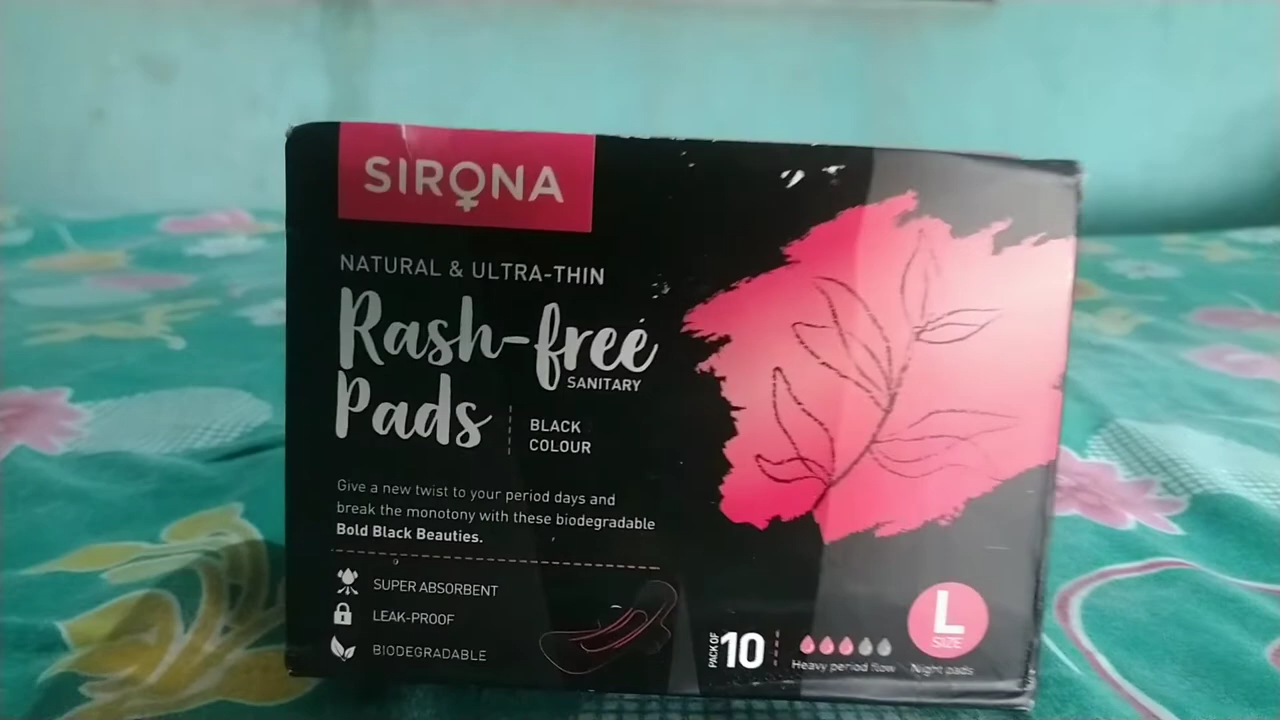 SIRONA
NATURAL & ULTRA-THIN
Rash-free
SANITARY
Pads
BLACK
COLOUR
Give a new twist to your period days and
break the monotony with these biodegradable
Bold Black Beauties.
SUPER ABSORBENT
LEAK-PROOF
BIODEGRADABLE
PACK OF
10
Heavy period flow
L
SIZE
Night pads